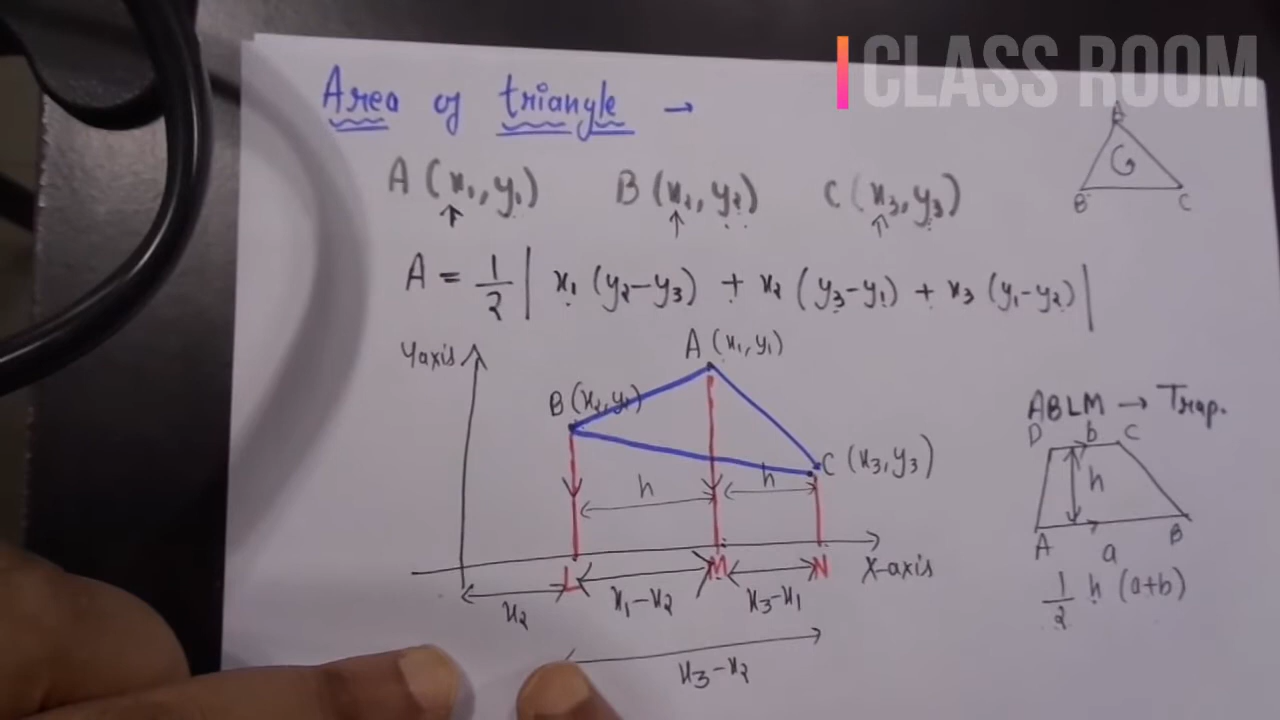 CLASS ROOM
Area of triangle →
A (x₁, y₁) B (x₂, y₂) C (x₃, y₃)
A
G
B C
A = 1/2 | x₁ (y₂-y₃) + x₂ (y₃-y₁) + x₃ (y₁-y₂) |
Yaxis
A (x₁, y₁)
B (x₂, y₂)
C (x₃, y₃)
h h
L M N X-axis
x₂ x₁-x₂ x₃-x₁
x₃-x₂
ABLM → Trap.
D b C
h
A a B
1/2 h (a+b)